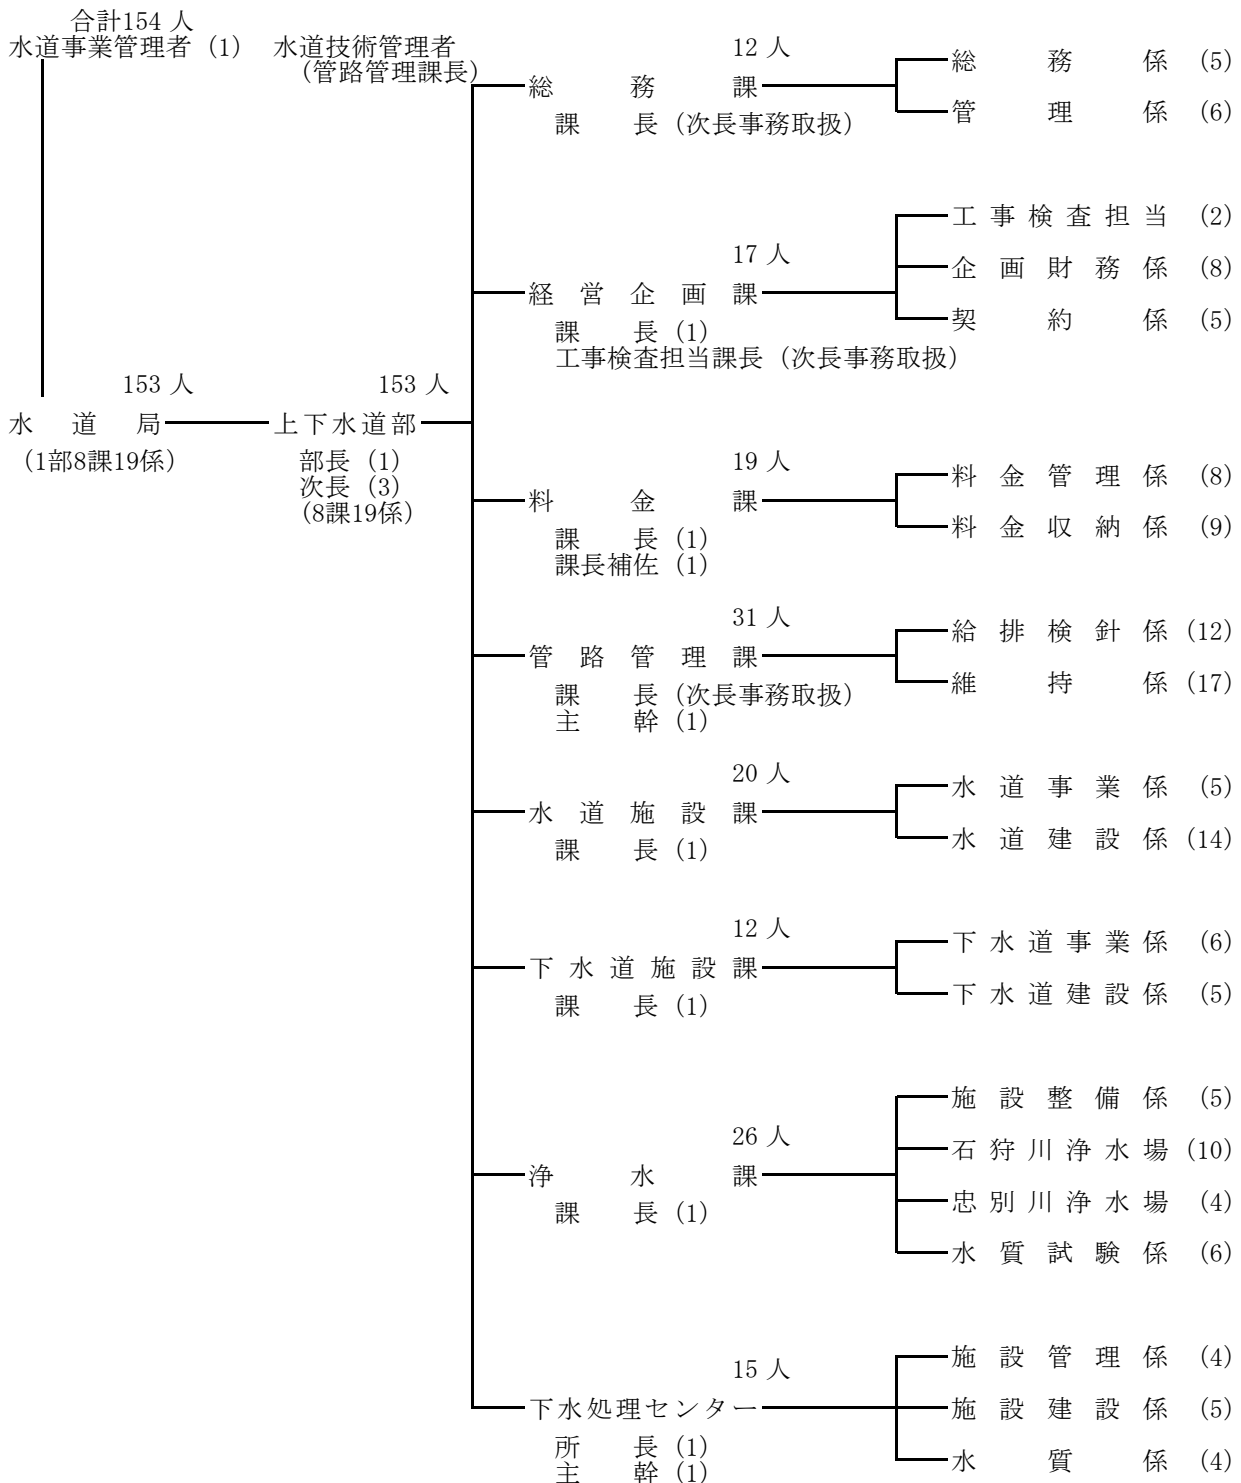 合計154 人
水道事業管理者 (1) 水道技術管理者
(管路管理課長)
12 人
総務課
課長 (次長事務取扱)
総務係 (5)
管理係 (6)
17 人
経営企画課
課長 (1)
工事検査担当課長 (次長事務取扱)
工事検査担当 (2)
企画財務係 (8)
契約係 (5)
153 人
水道局
(1部8課19係)
153 人
上下水道部
部長 (1)
次長 (3)
(8課19係)
19 人
料金課
課長 (1)
課長補佐 (1)
料金管理係 (8)
料金収納係 (9)
31 人
管路管理課
課長 (次長事務取扱)
主幹 (1)
給排検針係 (12)
維持係 (17)
20 人
水道施設課
課長 (1)
水道事業係 (5)
水道建設係 (14)
12 人
下水道施設課
課長 (1)
下水道事業係 (6)
下水道建設係 (5)
26 人
浄水課
課長 (1)
施設整備係 (5)
石狩川浄水場 (10)
忠別川浄水場 (4)
水質試験係 (6)
15 人
下水処理センター
所長 (1)
主幹 (1)
施設管理係 (4)
施設建設係 (5)
水質係 (4)